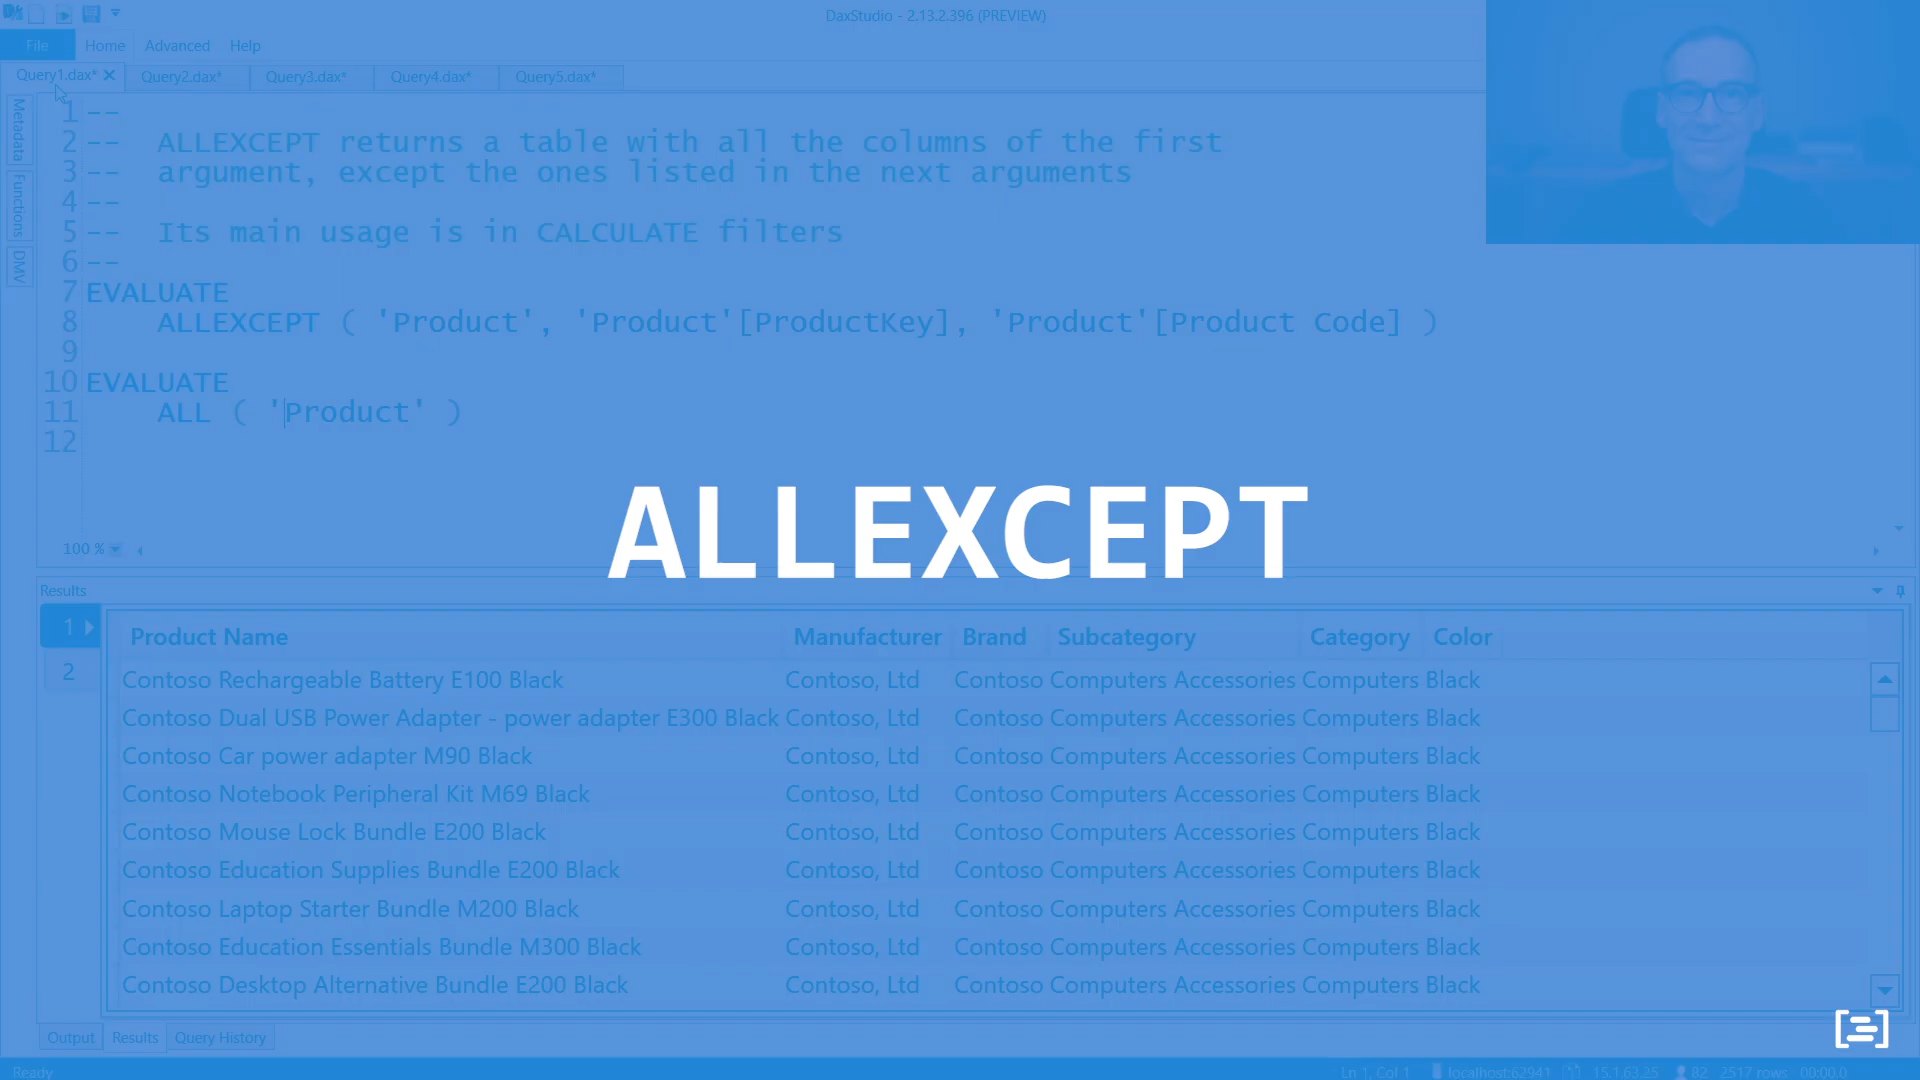 DaxStudio - 2.13.2.396 (PREVIEW)
File Home Advanced Help
Query1.dax* Query2.dax* Query3.dax* Query4.dax* Query5.dax*
Metadata
Functions
DMV
1 --
2 -- ALLEXCEPT returns a table with all the columns of the first
3 -- argument, except the ones listed in the next arguments
4 --
5 -- Its main usage is in CALCULATE filters
6 --
7 EVALUATE
8 ALLEXCEPT ( 'Product', 'Product'[ProductKey], 'Product'[Product Code] )
9
10 EVALUATE
11 ALL ( 'Product' )
12
ALLEXCEPT
100 %
Results
1
2
Product Name Manufacturer Brand Subcategory Category Color
Contoso Rechargeable Battery E100 Black Contoso, Ltd Contoso Computers Accessories Computers Black
Contoso Dual USB Power Adapter - power adapter E300 Black Contoso, Ltd Contoso Computers Accessories Computers Black
Contoso Car power adapter M90 Black Contoso, Ltd Contoso Computers Accessories Computers Black
Contoso Notebook Peripheral Kit M69 Black Contoso, Ltd Contoso Computers Accessories Computers Black
Contoso Mouse Lock Bundle E200 Black Contoso, Ltd Contoso Computers Accessories Computers Black
Contoso Education Supplies Bundle E200 Black Contoso, Ltd Contoso Computers Accessories Computers Black
Contoso Laptop Starter Bundle M200 Black Contoso, Ltd Contoso Computers Accessories Computers Black
Contoso Education Essentials Bundle M300 Black Contoso, Ltd Contoso Computers Accessories Computers Black
Contoso Desktop Alternative Bundle E200 Black Contoso, Ltd Contoso Computers Accessories Computers Black
Output Results Query History
Ready Ln 1, Col 1 localhost:62941 15.1.63.25 82 2517 rows 00:00.0